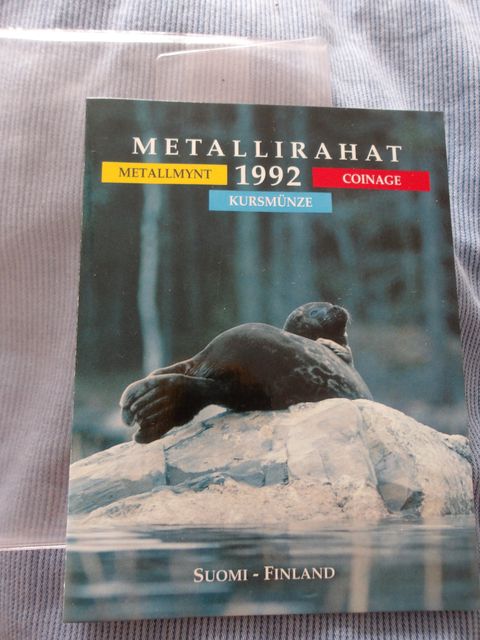 METALLIRAHAT
METALLMYNT 1992 COINAGE
KURSMÜNZE
SUOMI - FINLAND